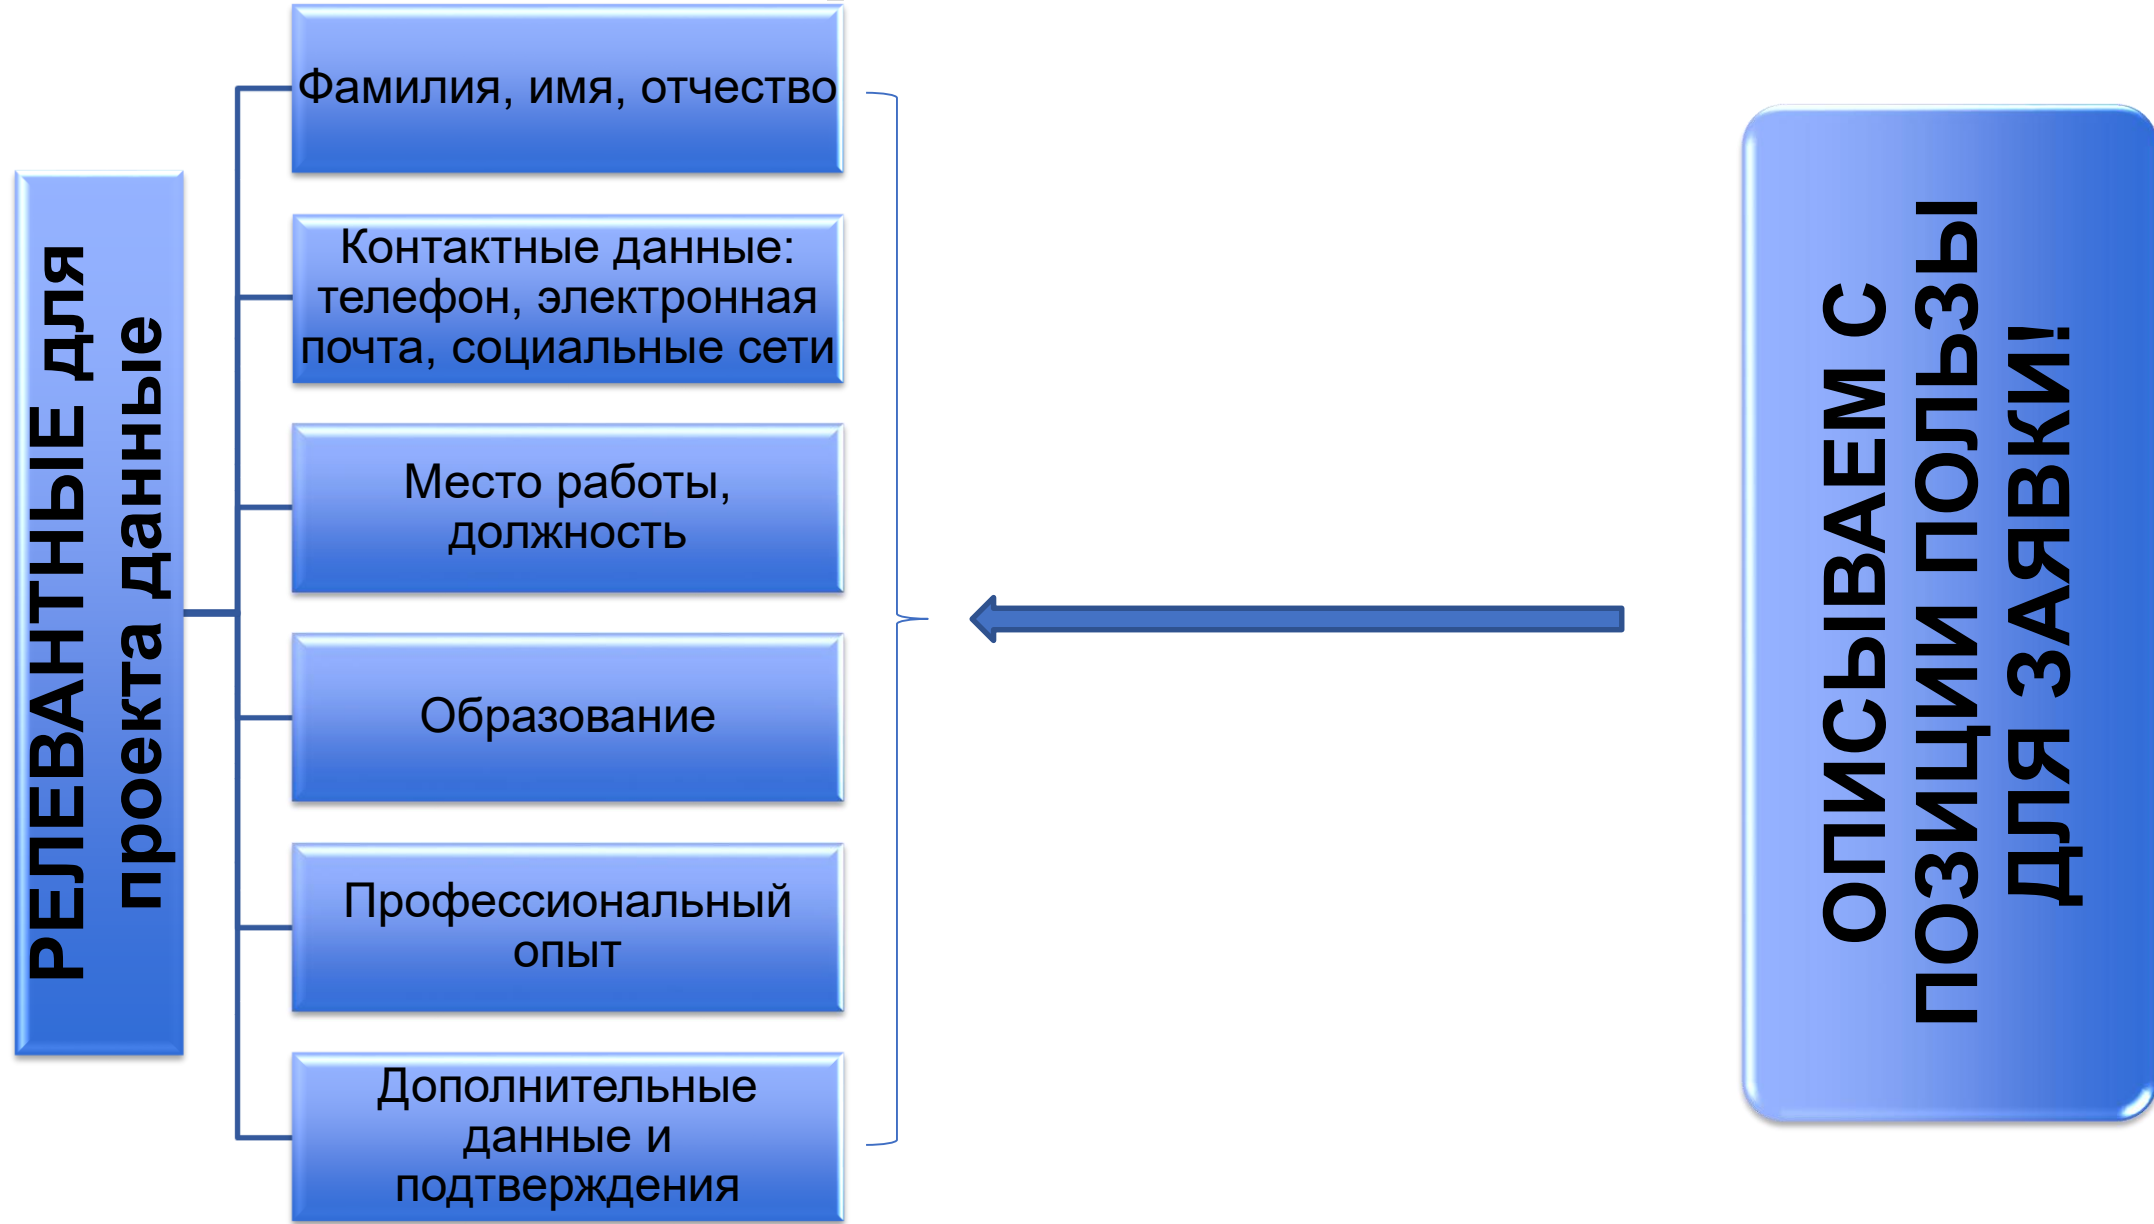 РЕЛЕВАНТНЫЕ для
проекта данные
Фамилия, имя, отчество
Контактные данные:
телефон, электронная
почта, социальные сети
Место работы,
должность
Образование
Профессиональный
опыт
Дополнительные
данные и
подтверждения
ОПИСЫВАЕМ С
ПОЗИЦИИ ПОЛЬЗЫ
ДЛЯ ЗАЯВКИ!